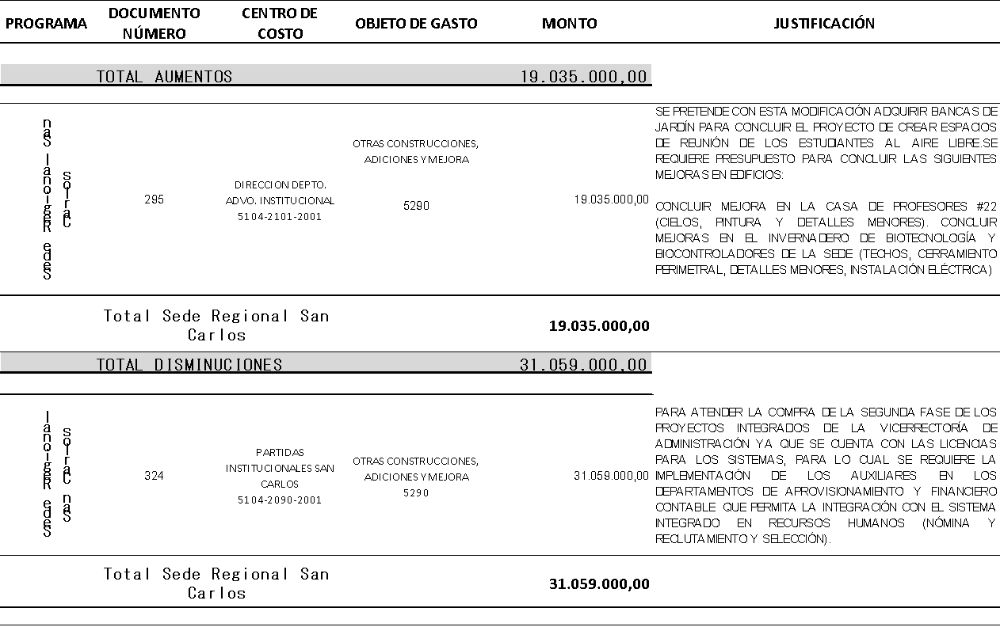 PROGRAMA DOCUMENTO NÚMERO CENTRO DE COSTO OBJETO DE GASTO MONTO JUSTIFICACIÓN
TOTAL AUMENTOS 19.035.000,00
Sede Regional San
Carlos
295
DIRECCION DEPTO.
ADVO. INSTITUCIONAL
5104-2101-2001
OTRAS CONSTRUCCIONES,
ADICIONES Y MEJORA
5290
19.035.000,00
SE PRETENDE CON ESTA MODIFICACIÓN ADQUIRIR BANCAS DE
JARDÍN PARA CONCLUIR EL PROYECTO DE CREAR ESPACIOS
DE REUNIÓN DE LOS ESTUDIANTES AL AIRE LIBRE.SE
REQUIERE PRESUPUESTO PARA CONCLUIR LAS SIGUIENTES
MEJORAS EN EDIFICIOS:
CONCLUIR MEJORA EN LA CASA DE PROFESORES #22
(CIELOS, PINTURA Y DETALLES MENORES). CONCLUIR
MEJORAS EN EL INVERNADERO DE BIOTECNOLOGÍA Y
BIOCONTROLADORES DE LA SEDE (TECHOS, CERRAMIENTO
PERIMETRAL, DETALLES MENORES, INSTALACIÓN ELÉCTRICA)
Total Sede Regional San
Carlos
19.035.000,00
TOTAL DISMINUCIONES 31.059.000,00
Sede Regional
San Carlos
324
PARTIDAS
INSTITUCIONALES SAN
CARLOS
5104-2090-2001
OTRAS CONSTRUCCIONES,
ADICIONES Y MEJORA
5290
31.059.000,00
PARA ATENDER LA COMPRA DE LA SEGUNDA FASE DE LOS
PROYECTOS INTEGRADOS DE LA VICERRECTORÍA DE
ADMINISTRACIÓN YA QUE SE CUENTA CON LAS LICENCIAS
PARA LOS SISTEMAS, PARA LO CUAL SE REQUIERE LA
IMPLEMENTACIÓN DE LOS AUXILIARES EN LOS
DEPARTAMENTOS DE APROVISIONAMIENTO Y FINANCIERO
CONTABLE QUE PERMITA LA INTEGRACIÓN CON EL SISTEMA
INTEGRADO EN RECURSOS HUMANOS (NÓMINA Y
RECLUTAMIENTO Y SELECCIÓN).
Total Sede Regional San
Carlos
31.059.000,00